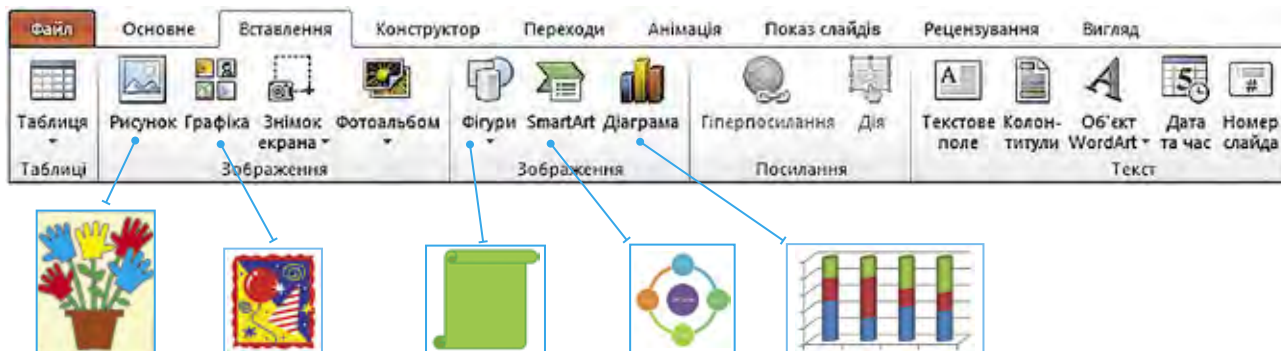 Файл Основне Вставлення Конструктор Переходи Анімація Показ слайдів Рецензування Вигляд
Таблиця Рисунок Графіка Знімок екрана Фотоальбом Фігури SmartArt Діаграма Гіперпосилання Дія Текстове поле Колон-титули Об'єкт WordArt Дата та час Номер слайда
Таблиці Зображення Зображення Посилання Текст